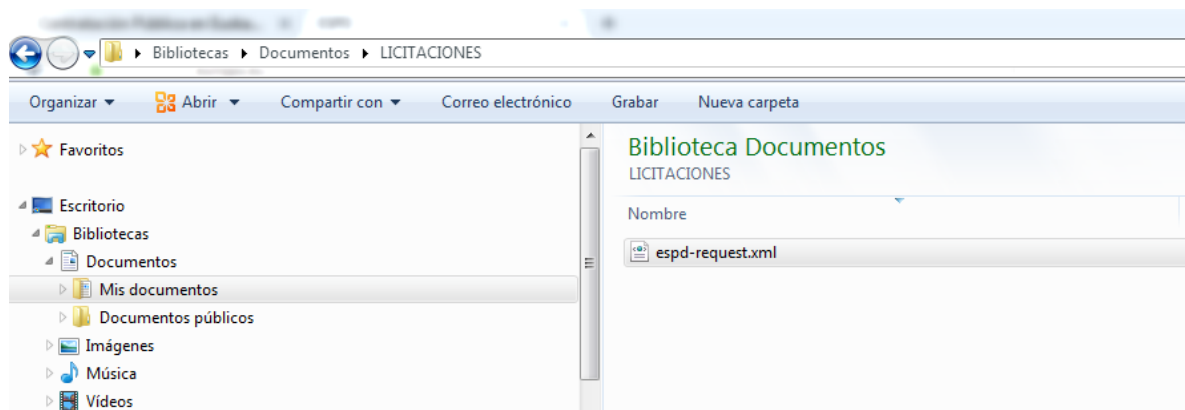 Bibliotecas Documentos LICITACIONES
Organizar Abrir Compartir con Correo electrónico Grabar Nueva carpeta
Favoritos
Escritorio
Bibliotecas
Documentos
Mis documentos
Documentos públicos
Imágenes
Música
Vídeos
Biblioteca Documentos
LICITACIONES
Nombre
espd-request.xml